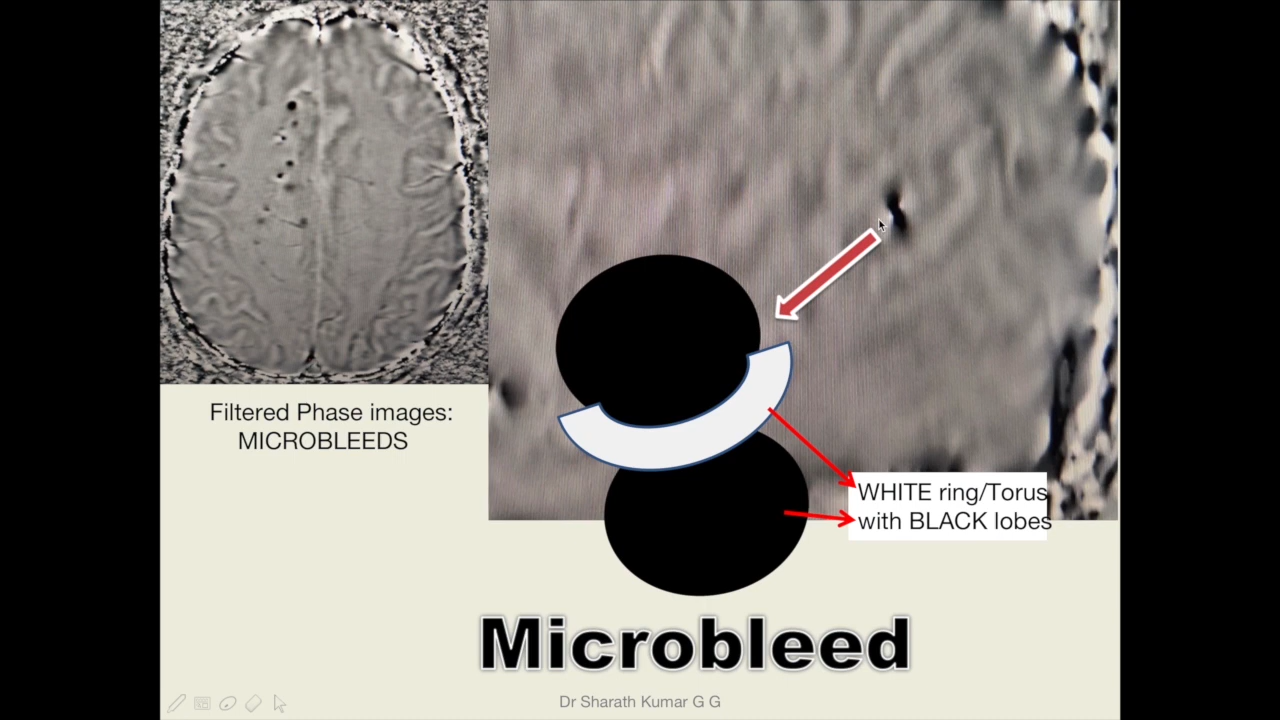 Filtered Phase images:
MICROBLEEDS
WHITE ring/Torus
with BLACK lobes
Microbleed
Dr Sharath Kumar G G